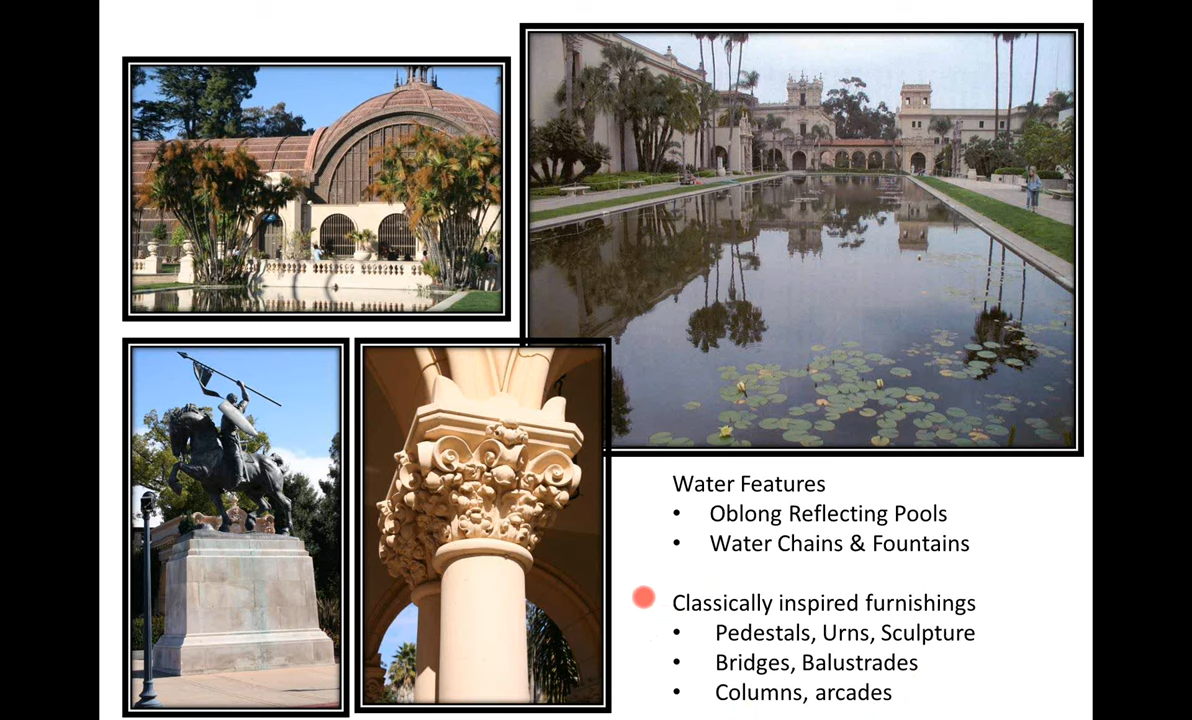 Water Features
• Oblong Reflecting Pools
• Water Chains & Fountains
Classically inspired furnishings
• Pedestals, Urns, Sculpture
• Bridges, Balustrades
• Columns, arcades